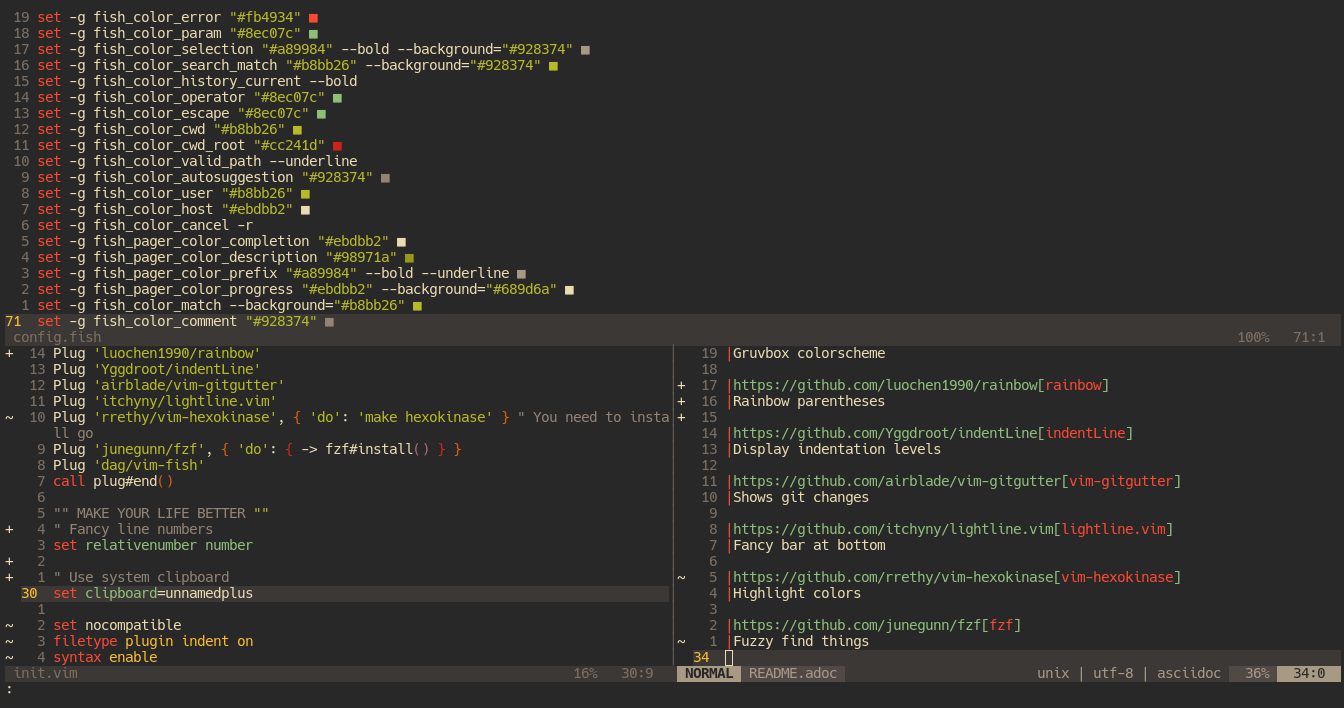 19 set -g fish_color_error "#fb4934" ■
18 set -g fish_color_param "#8ec07c" ■
17 set -g fish_color_selection "#a89984" --bold --background="#928374" ■
16 set -g fish_color_search_match "#b8bb26" --background="#928374" ■
15 set -g fish_color_history_current --bold
14 set -g fish_color_operator "#8ec07c" ■
13 set -g fish_color_escape "#8ec07c" ■
12 set -g fish_color_cwd "#b8bb26" ■
11 set -g fish_color_cwd_root "#cc241d" ■
10 set -g fish_color_valid_path --underline
9 set -g fish_color_autosuggestion "#928374" ■
8 set -g fish_color_user "#b8bb26" ■
7 set -g fish_color_host "#ebdbb2" ■
6 set -g fish_color_cancel -r
5 set -g fish_pager_color_completion "#ebdbb2" ■
4 set -g fish_pager_color_description "#98971a" ■
3 set -g fish_pager_color_prefix "#a89984" --bold --underline ■
2 set -g fish_pager_color_progress "#ebdbb2" --background="#689d6a" ■
1 set -g fish_color_match --background="#b8bb26" ■
71 set -g fish_color_comment "#928374" ■
config.fish 100% 71:1
+ 14 Plug 'luochen1990/rainbow'
13 Plug 'Yggdroot/indentLine'
12 Plug 'airblade/vim-gitgutter'
11 Plug 'itchyny/lightline.vim'
~ 10 Plug 'rrethy/vim-hexokinase', { 'do': 'make hexokinase' } " You need to insta
ll go
9 Plug 'junegunn/fzf', { 'do': { -> fzf#install() } }
8 Plug 'dag/vim-fish'
7 call plug#end()
6
5 "" MAKE YOUR LIFE BETTER ""
+ 4 " Fancy line numbers
3 set relativenumber number
+ 2
+ 1 " Use system clipboard
30 set clipboard=unnamedplus
1
~ 2 set nocompatible
~ 3 filetype plugin indent on
~ 4 syntax enable
init.vim 16% 30:9
19 |Gruvbox colorscheme
18
+ 17 |https://github.com/luochen1990/rainbow[rainbow]
+ 16 |Rainbow parentheses
+ 15
14 |https://github.com/Yggdroot/indentLine[indentLine]
13 |Display indentation levels
12
11 |https://github.com/airblade/vim-gitgutter[vim-gitgutter]
10 |Shows git changes
9
8 |https://github.com/itchyny/lightline.vim[lightline.vim]
7 |Fancy bar at bottom
6
~ 5 |https://github.com/rrethy/vim-hexokinase[vim-hexokinase]
4 |Highlight colors
3
2 |https://github.com/junegunn/fzf[fzf]
~ 1 |Fuzzy find things
34
NORMAL README.adoc unix | utf-8 | asciidoc 36% 34:0
: